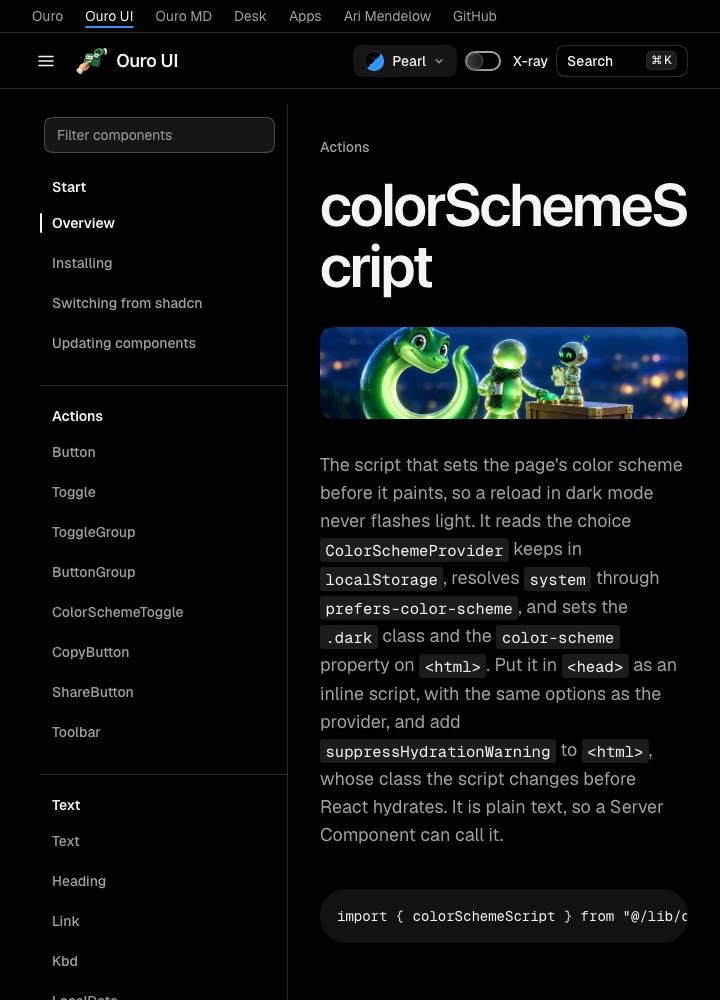 Ouro
Ouro UI
Ouro MD
Desk
Apps
Ari Mendelow
GitHub
Ouro UI
Pearl
X-ray
Search
⌘ K
Filter components
Start
Overview
Installing
Switching from shadcn
Updating components
Actions
Button
Toggle
ToggleGroup
ButtonGroup
ColorSchemeToggle
CopyButton
ShareButton
Toolbar
Text
Text
Heading
Link
Kbd
LocalDate
Actions
colorSchemeS
cript
The script that sets the page's color scheme
before it paints, so a reload in dark mode
never flashes light. It reads the choice
ColorSchemeProvider keeps in
localStorage, resolves system through
prefers-color-scheme, and sets the
.dark class and the color-scheme
property on <html>. Put it in <head> as an
inline script, with the same options as the
provider, and add
suppressHydrationWarning to <html>,
whose class the script changes before
React hydrates. It is plain text, so a Server
Component can call it.
import { colorSchemeScript } from "@/lib/c